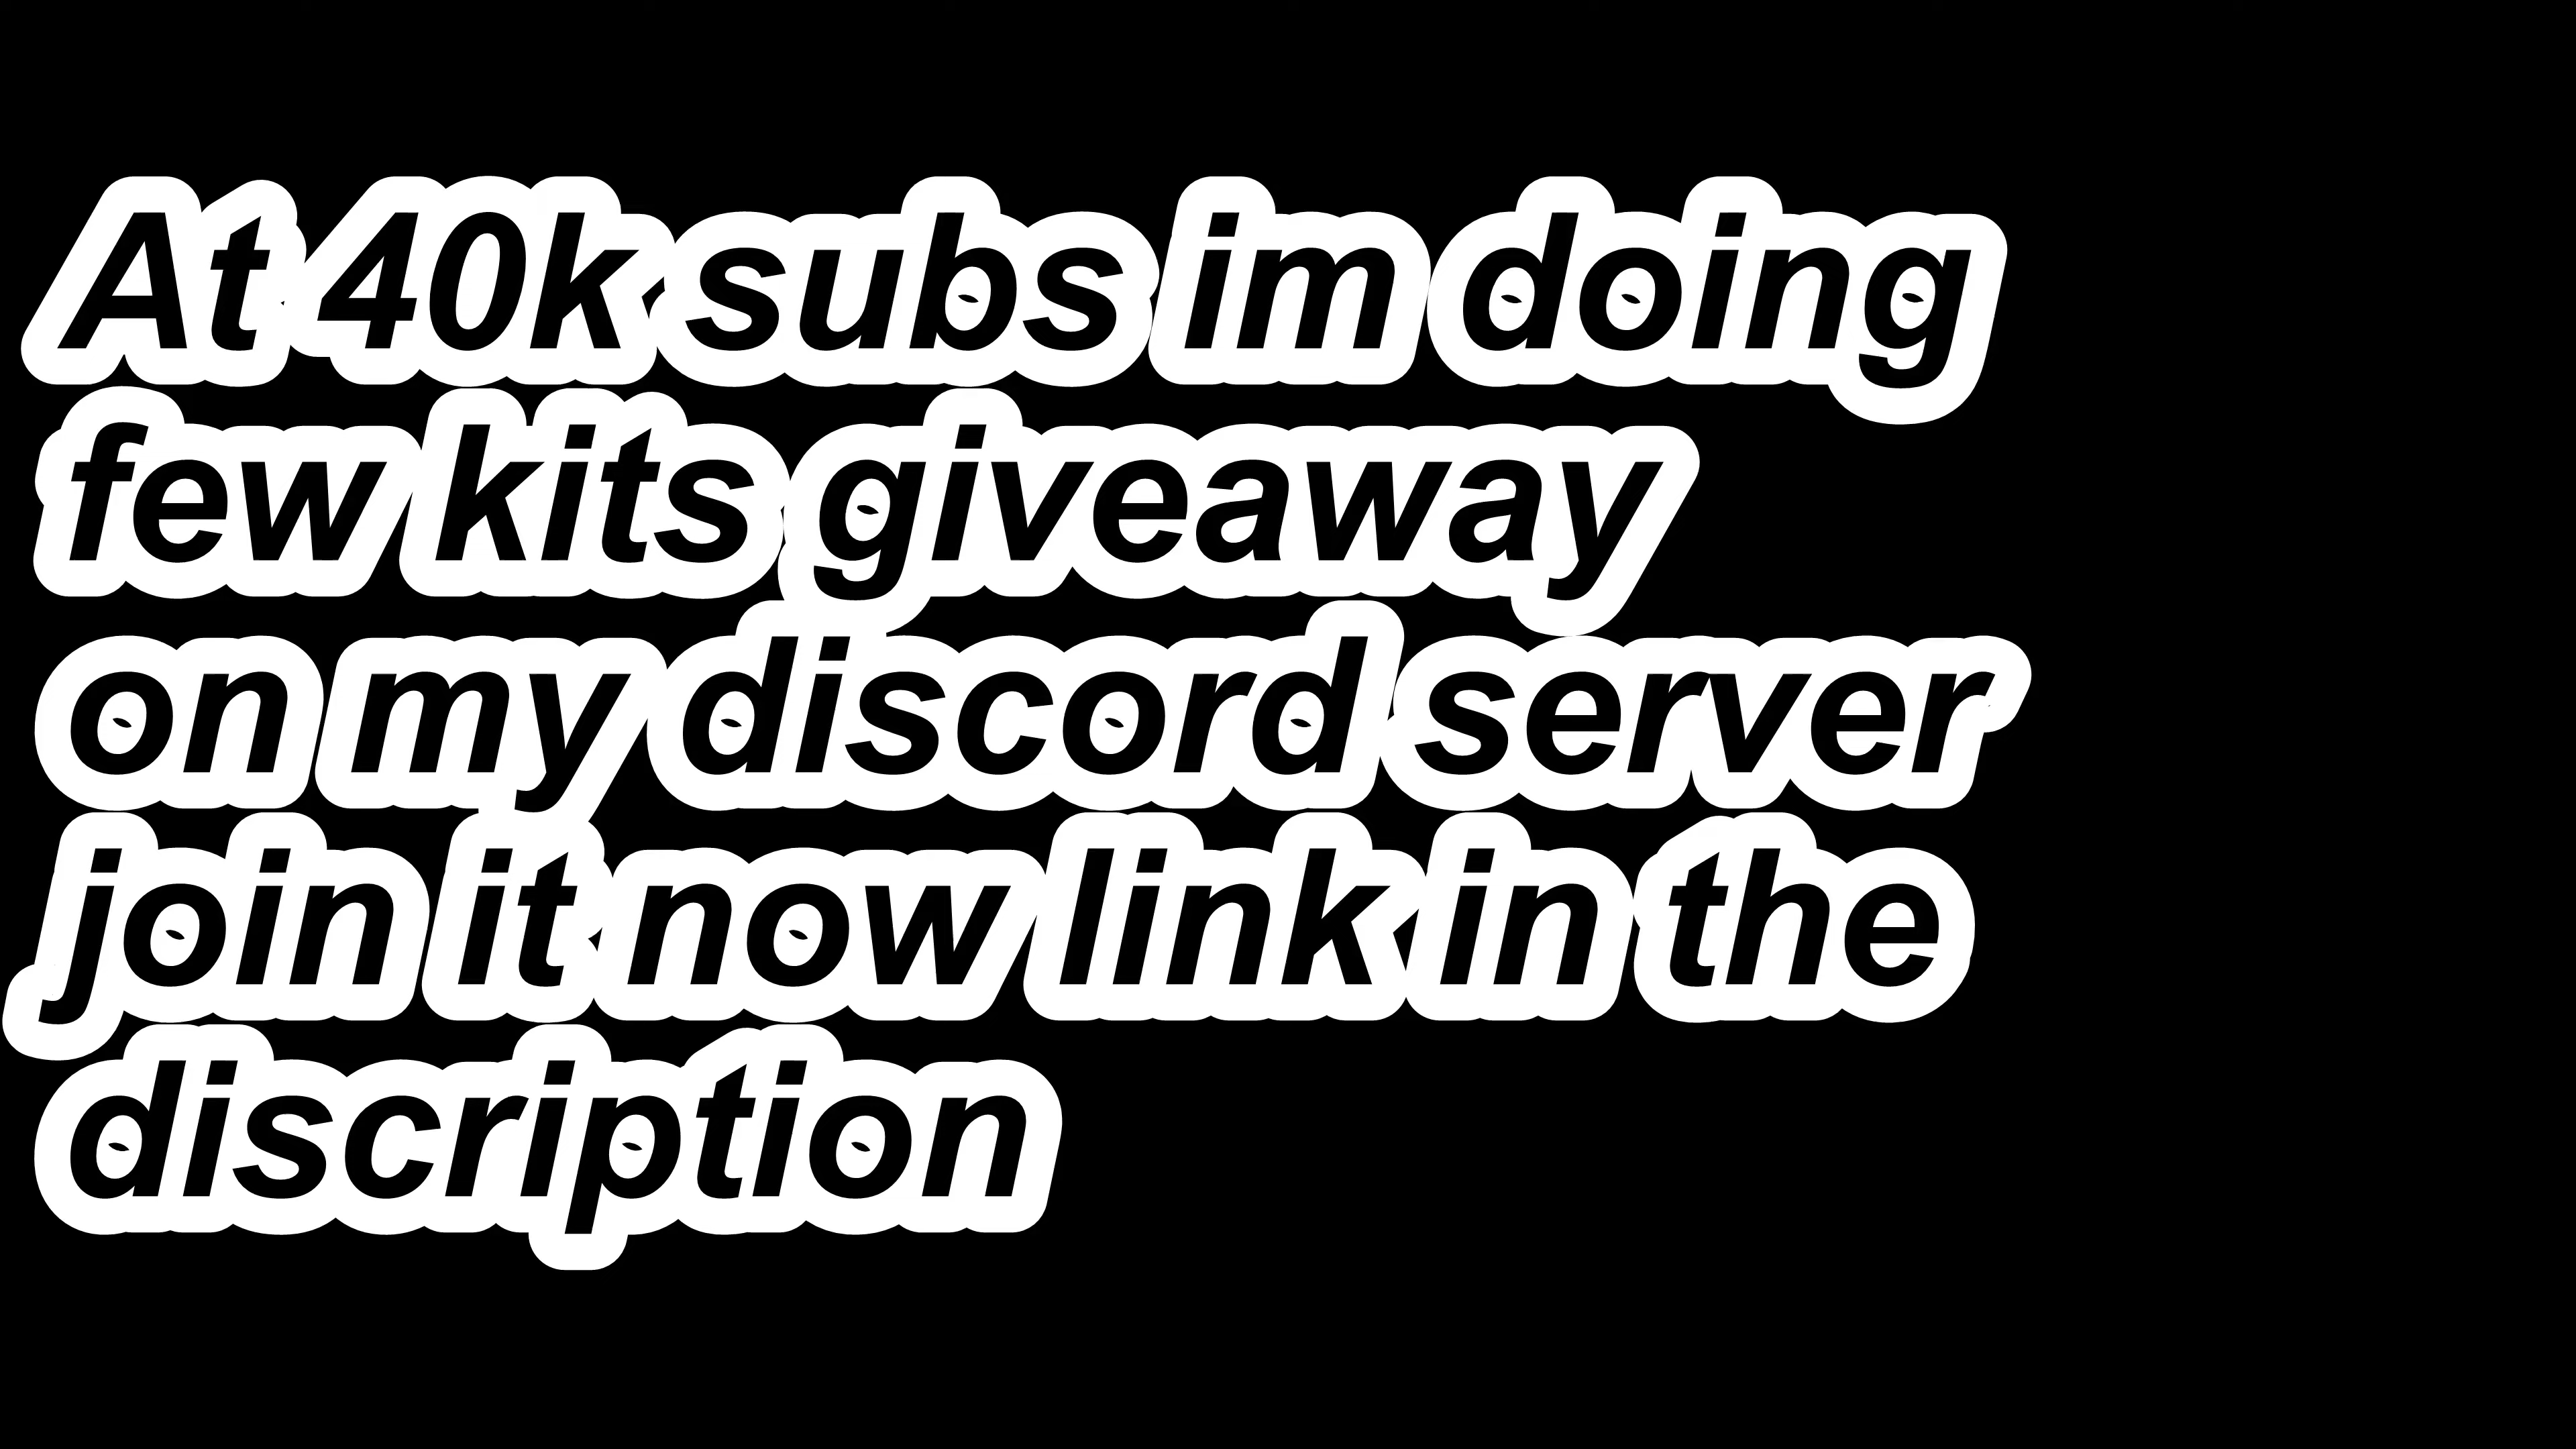 At 40k subs im doing
few kits giveaway
on my discord server
join it now link in the
discription